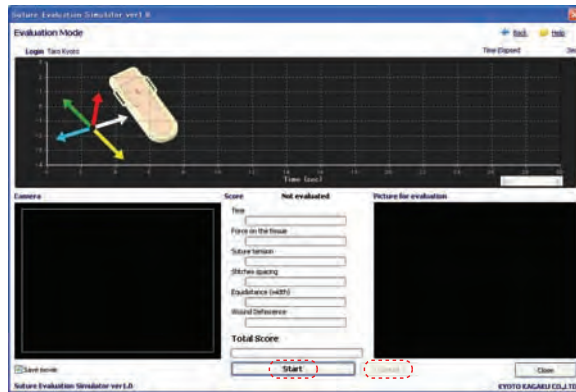 Suture Evaluation Simulator ver1.0
Evaluation Mode
Back
Help
Login Taro Kyoto
Time Elapsed
Time (sec)
Camera
Score
Not evaluated
Picture for evaluation
Time
Force on the tissue
Suture tension
Stitches spacing
Equidistance (width)
Wound Dehiscence
Total Score
Start
Close
Save movie
Suture Evaluation Simulator ver1.0
KYOTO KAGAKU CO.,LTD